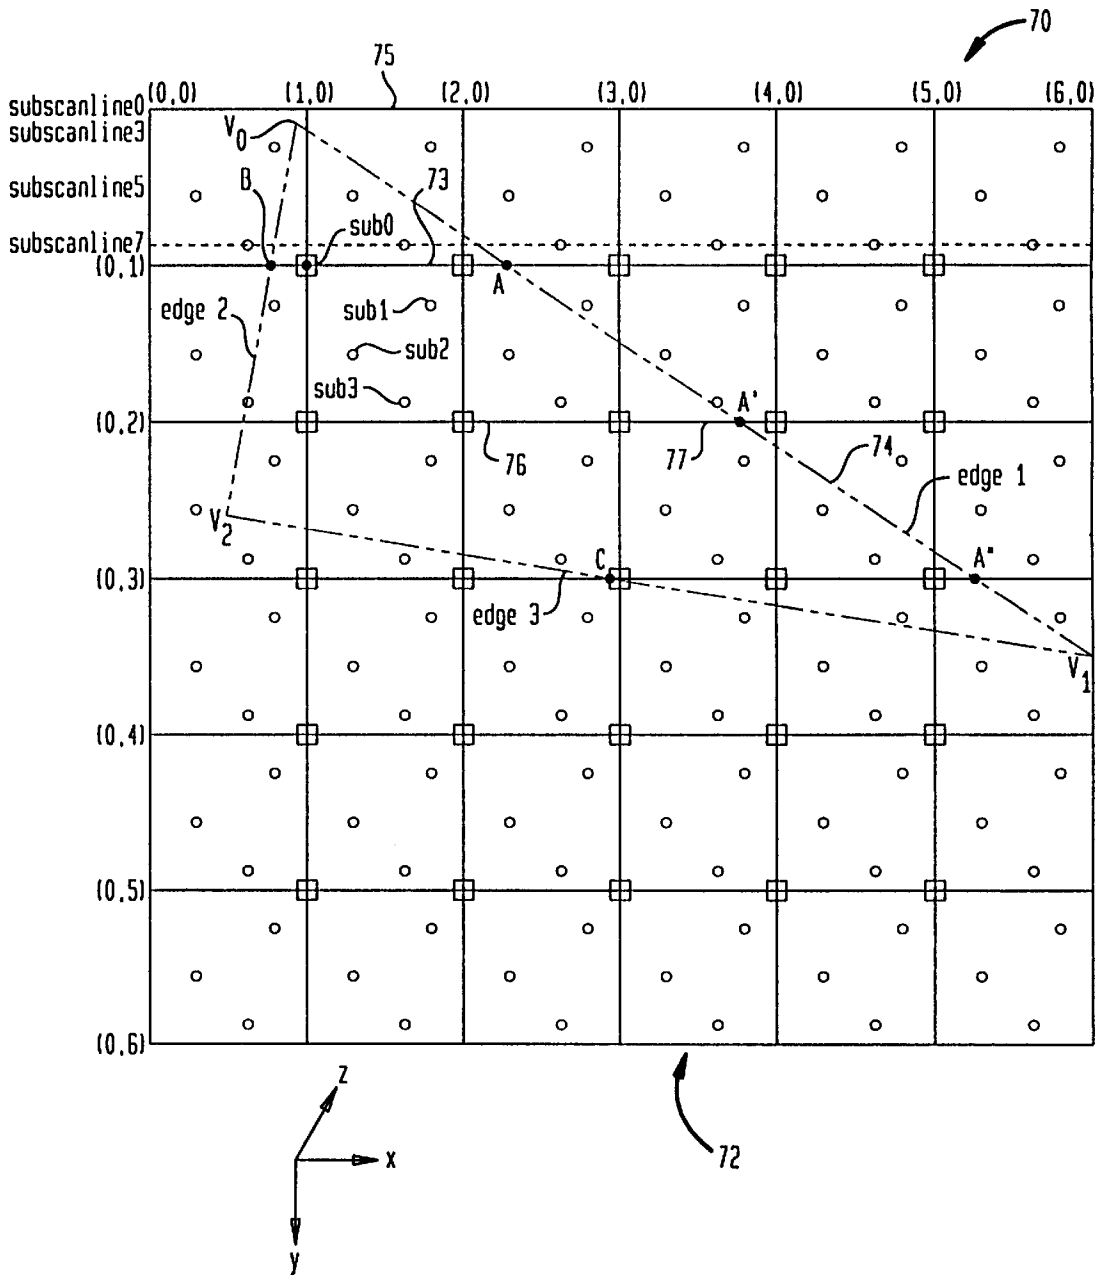 70
75
(0,0) (1,0) (2,0) (3,0) (4,0) (5,0) (6,0)
subscanline0
subscanline3
V0
subscanline5
B
73
sub0
subscanline7
(0,1)
A
edge 2
sub1
sub2
sub3
A'
(0,2)
76
77
74
edge 1
V2
C
A"
(0,3)
edge 3
V1
(0,4)
(0,5)
(0,6)
z
x
72
y